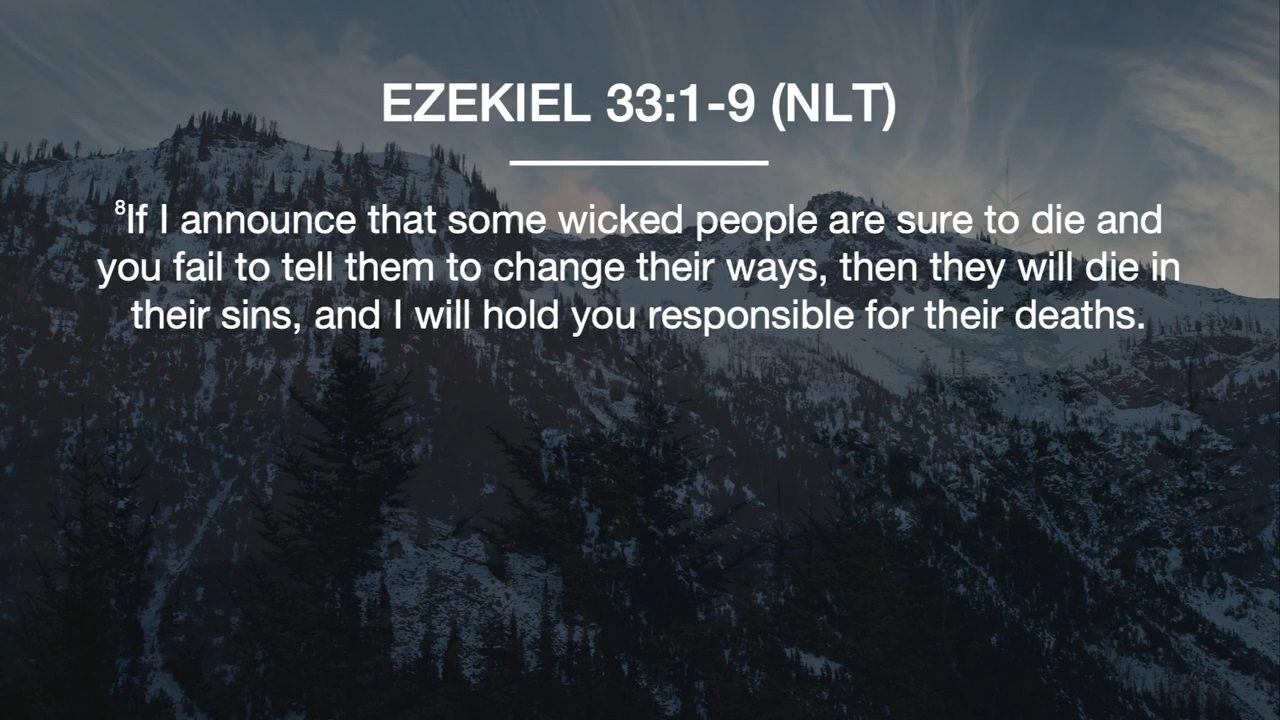 EZEKIEL 33:1-9 (NLT)
⁸If I announce that some wicked people are sure to die and
you fail to tell them to change their ways, then they will die in
their sins, and I will hold you responsible for their deaths.